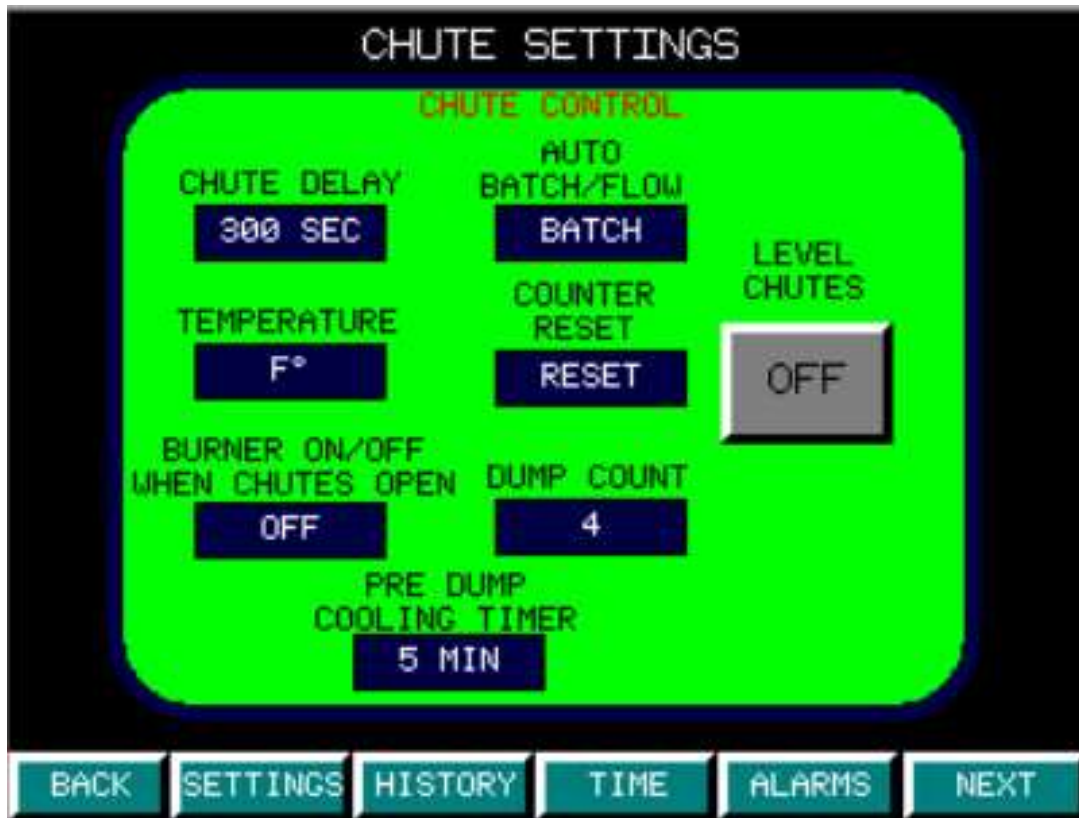 CHUTE SETTINGS
CHUTE CONTROL
CHUTE DELAY
300 SEC
AUTO
BATCH/FLOW
BATCH
LEVEL
CHUTES
OFF
TEMPERATURE
F°
COUNTER
RESET
RESET
BURNER ON/OFF
WHEN CHUTES OPEN
OFF
DUMP COUNT
4
PRE DUMP
COOLING TIMER
5 MIN
BACK
SETTINGS
HISTORY
TIME
ALARMS
NEXT